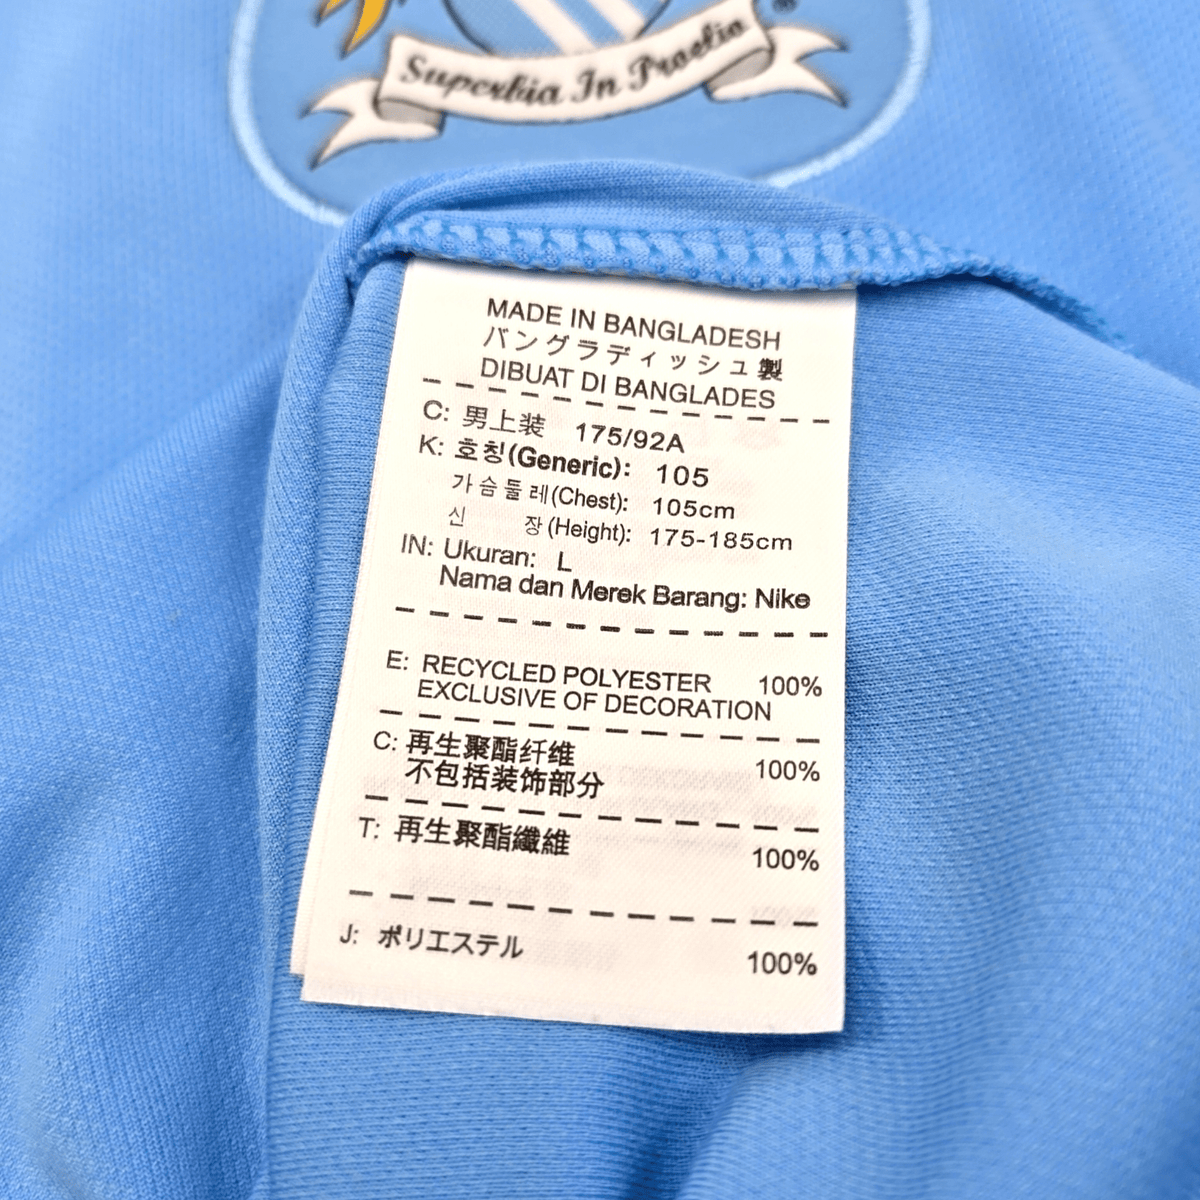 Superbia In Proelio
®
MADE IN BANGLADESH
バングラディッシュ製
DIBUAT DI BANGLADES
C: 男上装 175/92A
K: 호칭(Generic): 105
가슴둘레(Chest): 105cm
신 장(Height): 175-185cm
IN: Ukuran: L
Nama dan Merek Barang: Nike
E: RECYCLED POLYESTER 100%
EXCLUSIVE OF DECORATION
C: 再生聚酯纤维 100%
不包括装饰部分
T: 再生聚酯纖維 100%
J: ポリエステル 100%